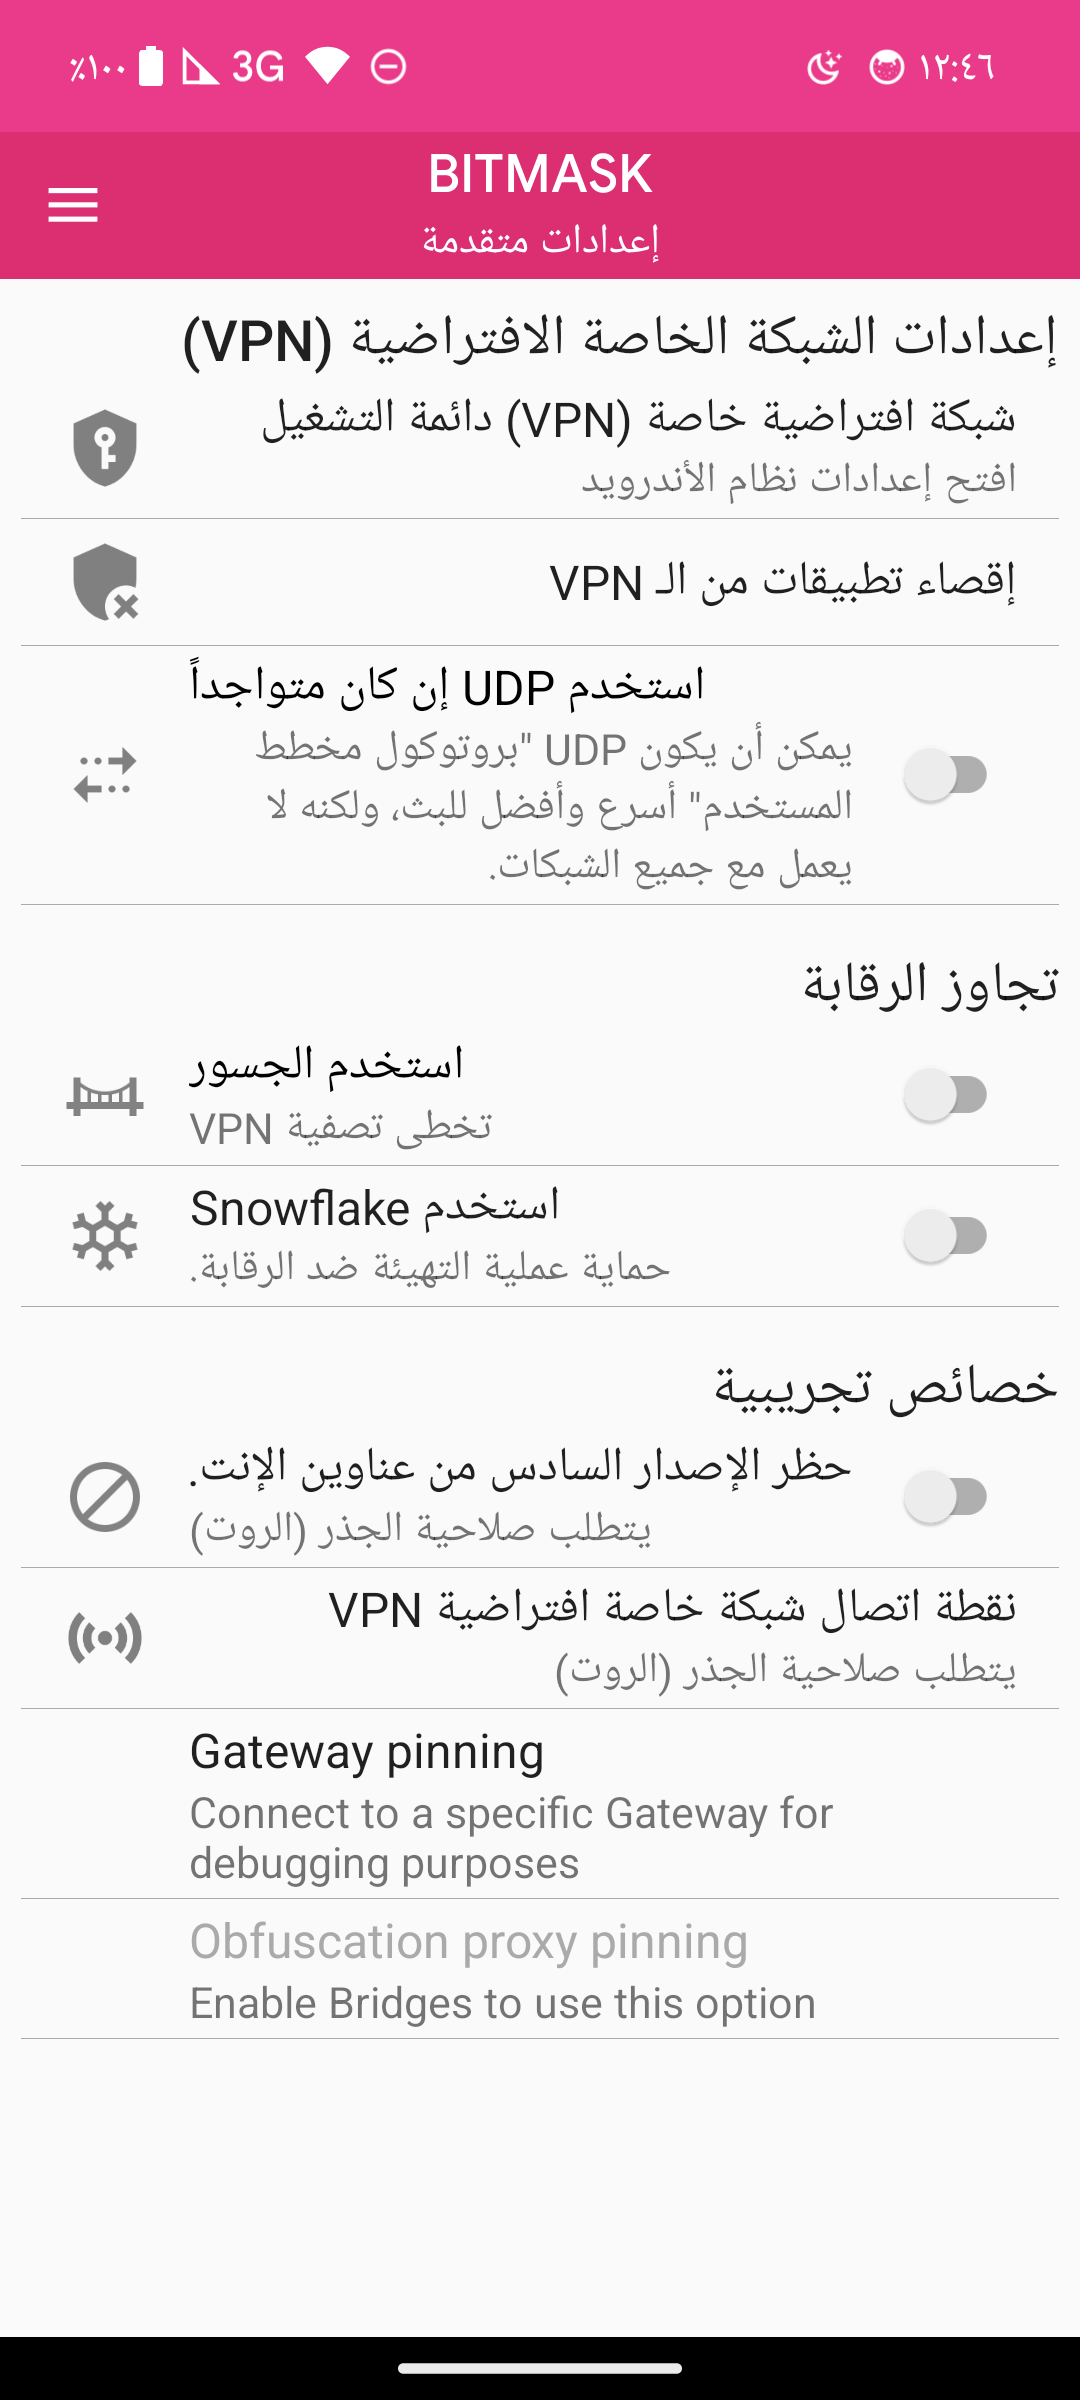 ٪١٠٠
3G
١٢:٤٦
BITMASK
إعدادات متقدمة
إعدادات الشبكة الخاصة الافتراضية (VPN)
شبكة افتراضية خاصة (VPN) دائمة التشغيل
افتح إعدادات نظام الأندرويد
إقصاء تطبيقات من الـ VPN
استخدم UDP إن كان متواجداً
يمكن أن يكون UDP "بروتوكول مخطط
المستخدم" أسرع وأفضل للبث، ولكنه لا
يعمل مع جميع الشبكات.
تجاوز الرقابة
استخدم الجسور
تخطى تصفية VPN
استخدم Snowflake
حماية عملية التهيئة ضد الرقابة.
خصائص تجريبية
حظر الإصدار السادس من عناوين الإنت.
يتطلب صلاحية الجذر (الروت)
نقطة اتصال شبكة خاصة افتراضية VPN
يتطلب صلاحية الجذر (الروت)
Gateway pinning
Connect to a specific Gateway for
debugging purposes
Obfuscation proxy pinning
Enable Bridges to use this option